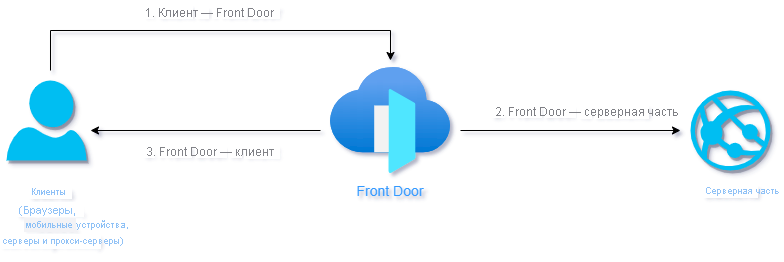 1. Клиент — Front Door
2. Front Door — серверная часть
3. Front Door — клиент
Front Door
Клиенты
(Браузеры,
мобильные устройства,
серверы и прокси-серверы)
Серверная часть